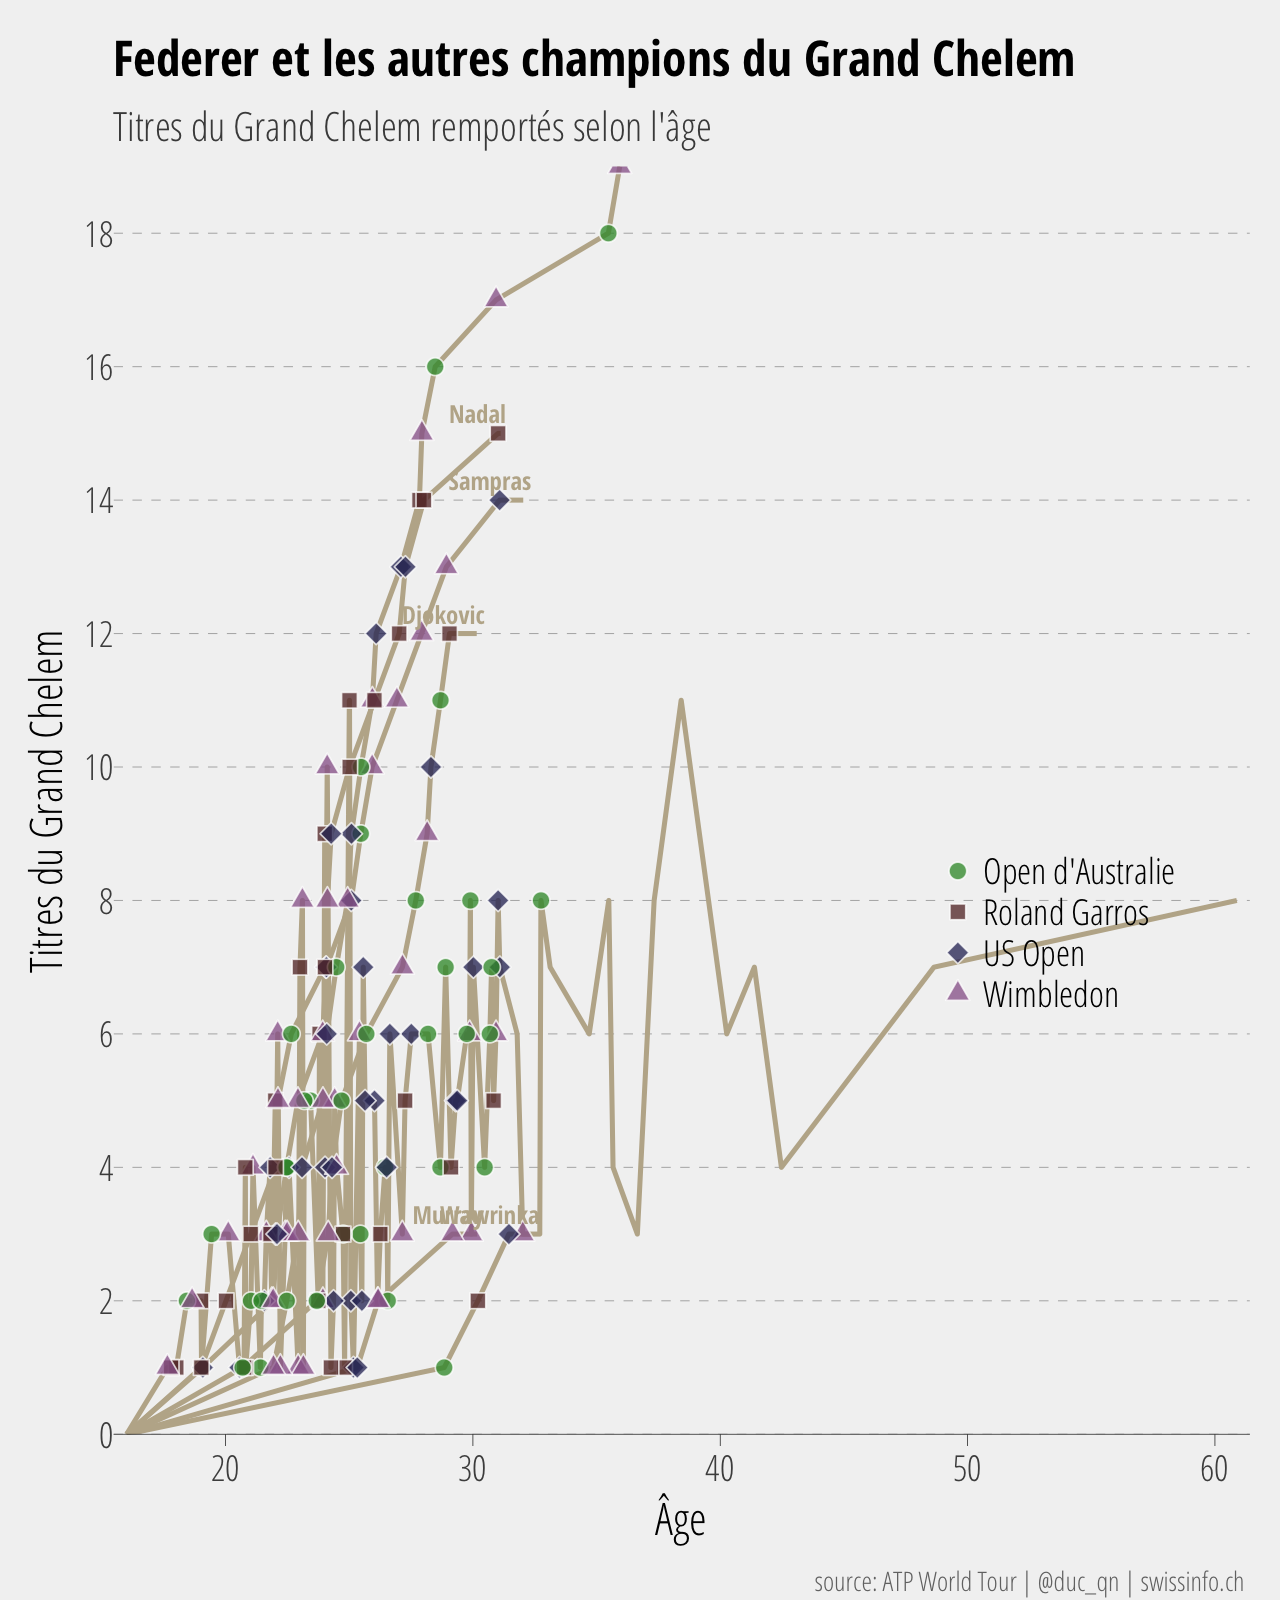 Federer et les autres champions du Grand Chelem
Titres du Grand Chelem remportés selon l'âge
Titres du Grand Chelem
18
16
14
12
10
8
6
4
2
0
Nadal
Sampras
Djokovic
Murray
Wawrinka
Open d'Australie
Roland Garros
US Open
Wimbledon
20 30 40 50 60
Âge
source: ATP World Tour | @duc_qn | swissinfo.ch